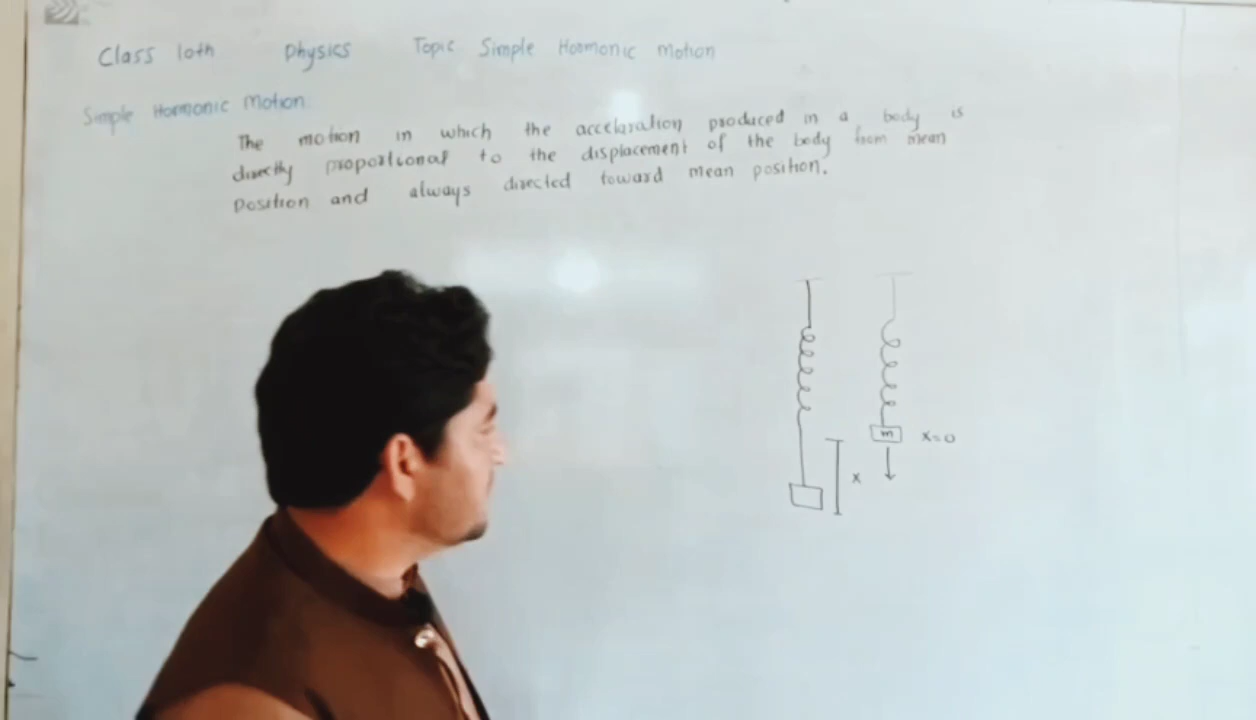 Class 10th Physics Topic Simple Harmonic motion
Simple Harmonic Motion:
The motion in which the acceleration produced in a body is
directly proportional to the displacement of the body from mean
position and always directed toward mean position.
m x=0
x